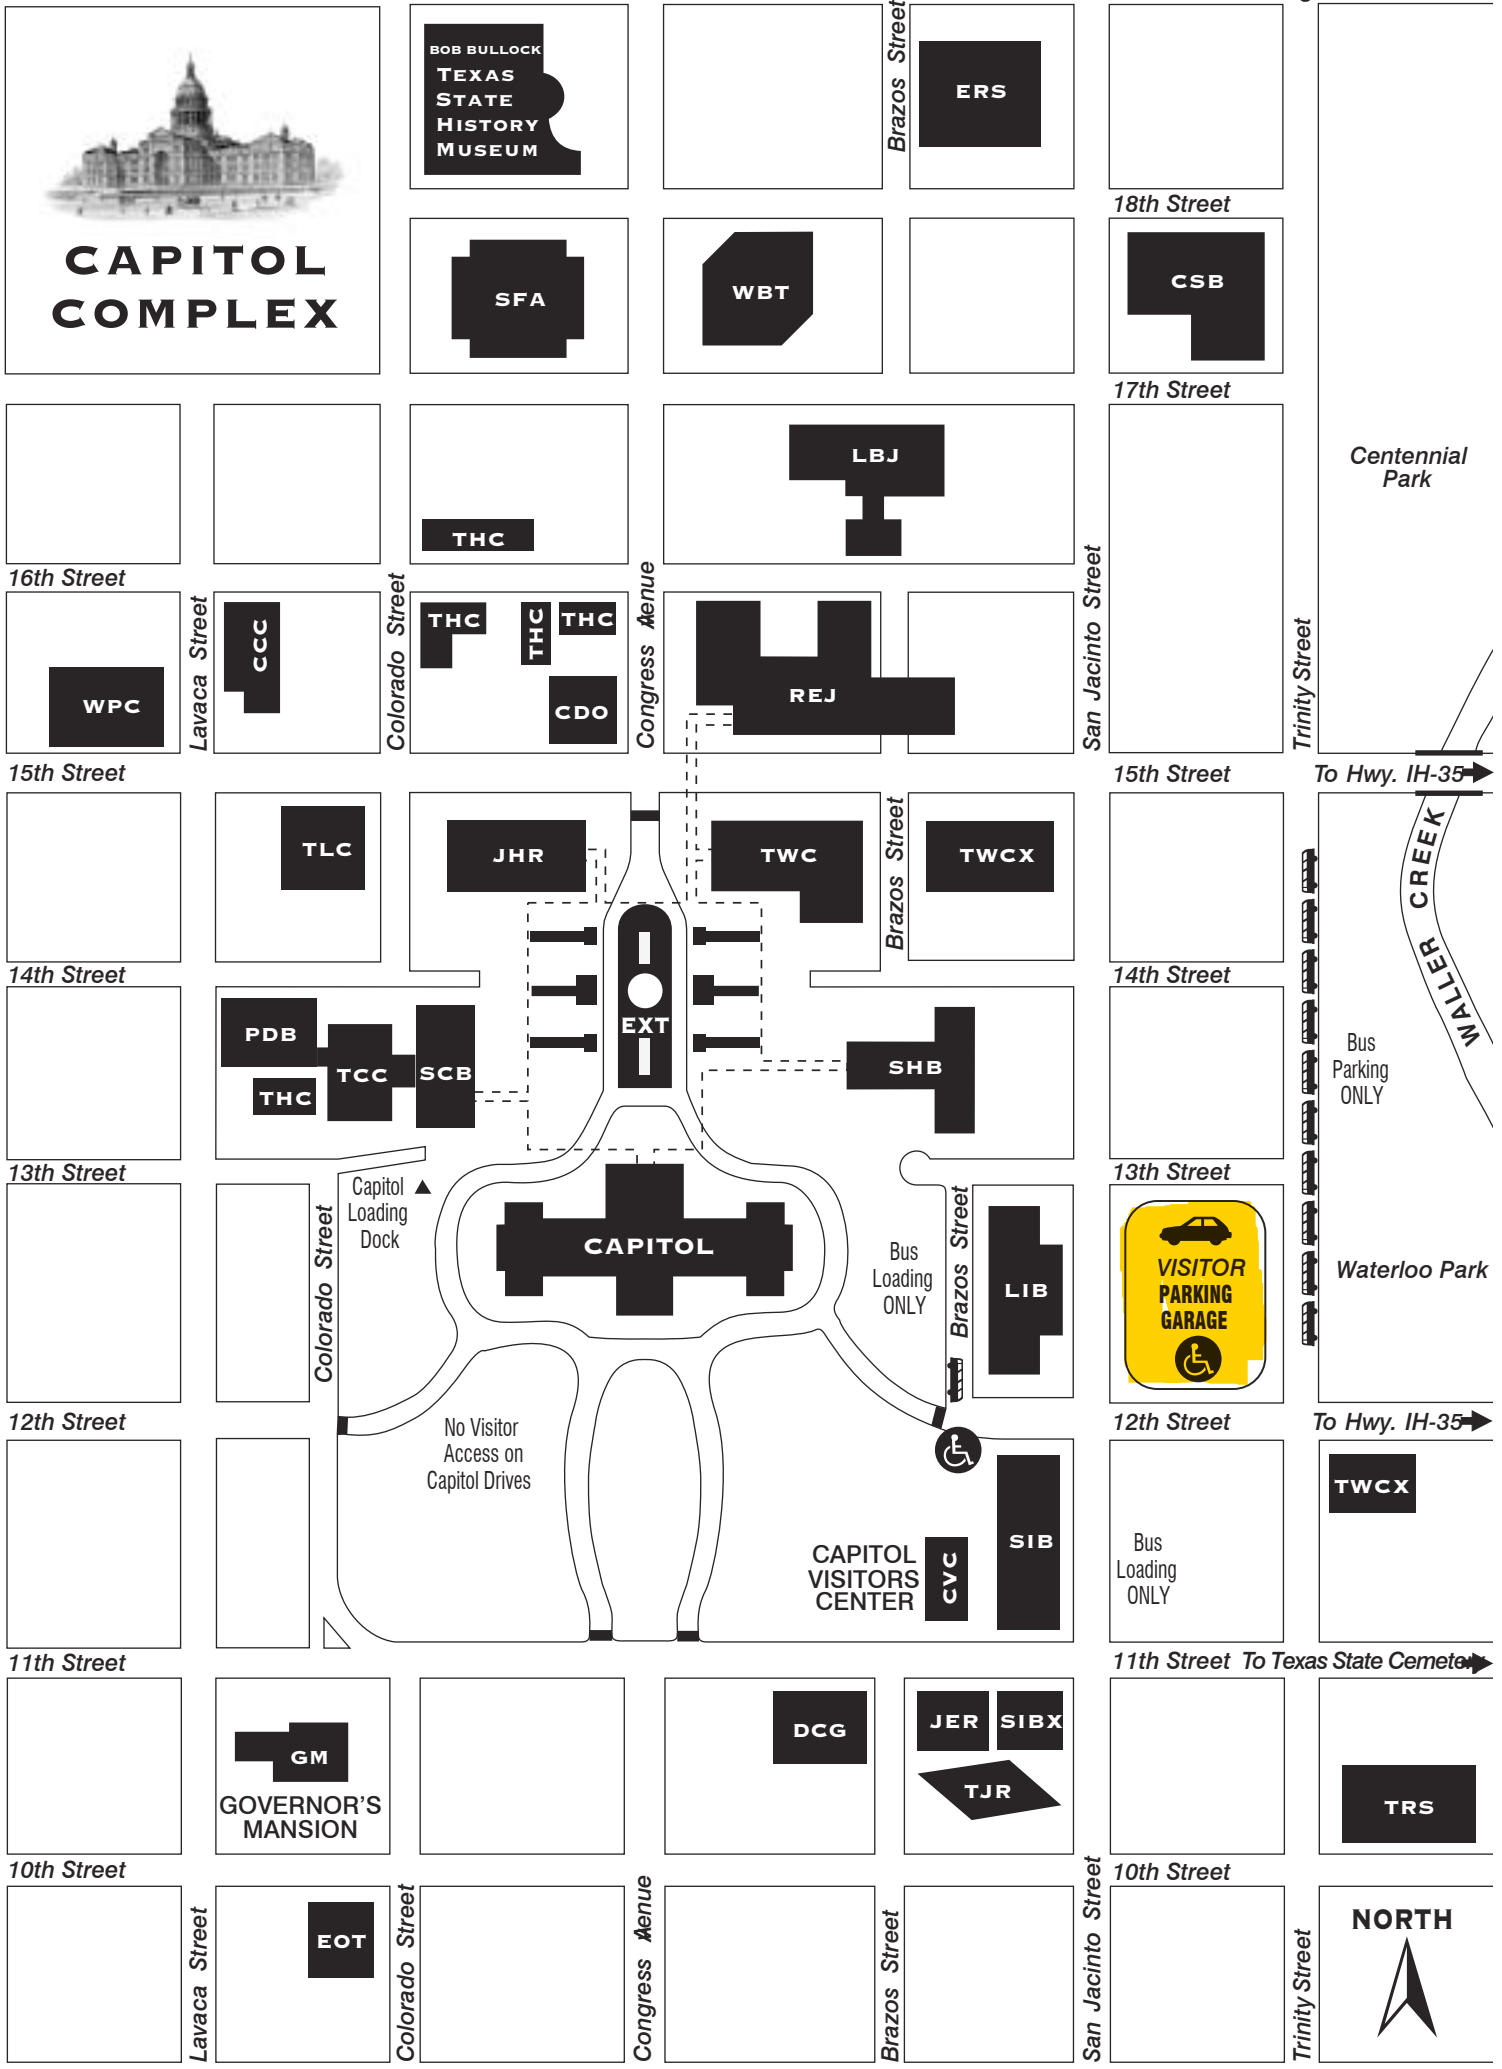 CAPITOL
COMPLEX
BOB BULLOCK
TEXAS
STATE
HISTORY
MUSEUM
Brazos Street
ERS
18th Street
SFA
WBT
CSB
17th Street
LBJ
Centennial
Park
THC
16th Street
Lavaca Street
CCC
Colorado Street
THC
THC
THC
Congress Aenue
San Jacinto Street
Trinity Street
WPC
CDO
REJ
15th Street
15th Street
To Hwy. IH-35
TLC
JHR
TWC
Brazos Street
TWCX
WALLER CREEK
14th Street
14th Street
EXT
PDB
TCC
SCB
THC
SHB
Bus
Parking
ONLY
13th Street
13th Street
Capitol
Loading
Dock
Colorado Street
CAPITOL
Bus
Loading
ONLY
Brazos Street
LIB
VISITOR
PARKING
GARAGE
Waterloo Park
12th Street
12th Street
To Hwy. IH-35
No Visitor
Access on
Capitol Drives
TWCX
CAPITOL
VISITORS
CENTER
CVC
SIB
Bus
Loading
ONLY
11th Street
11th Street To Texas State Cemetery
GM
GOVERNOR'S
MANSION
DCG
JER
SIBX
TJR
TRS
10th Street
10th Street
Lavaca Street
EOT
Colorado Street
Congress Aenue
Brazos Street
San Jacinto Street
Trinity Street
NORTH